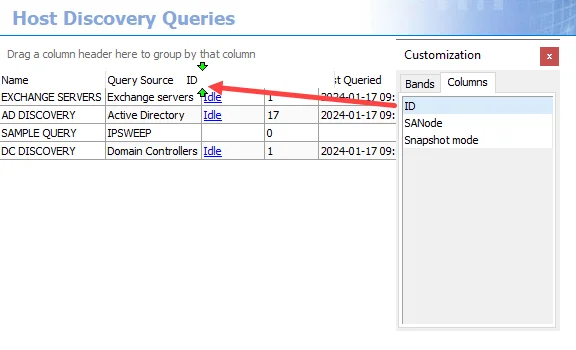 Host Discovery Queries
Drag a column header here to group by that column
Name Query Source ID st Queried
EXCHANGE SERVERS Exchange servers Idle 1 2024-01-17 09:
AD DISCOVERY Active Directory Idle 17 2024-01-17 09:
SAMPLE QUERY IPSWEEP 0
DC DISCOVERY Domain Controllers Idle 1 2024-01-17 09:
Customization x
Bands Columns
ID
SANode
Snapshot mode